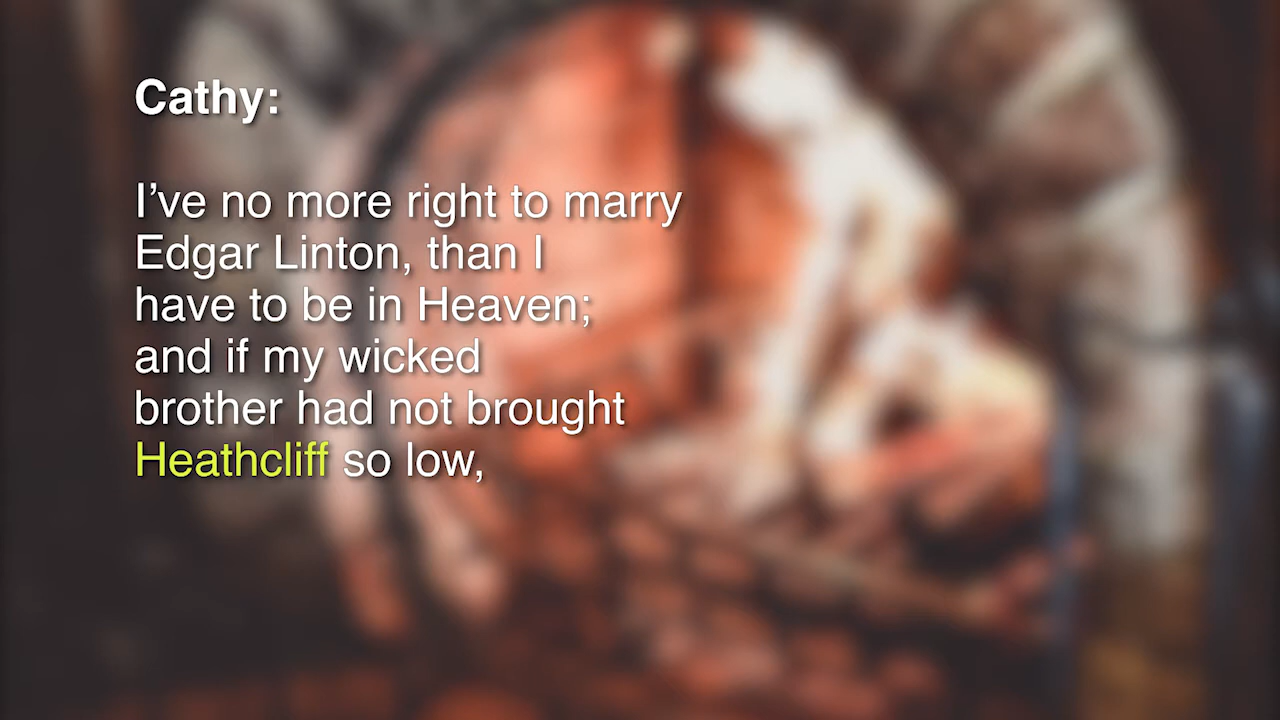 Cathy:
I’ve no more right to marry
Edgar Linton, than I
have to be in Heaven;
and if my wicked
brother had not brought
Heathcliff so low,